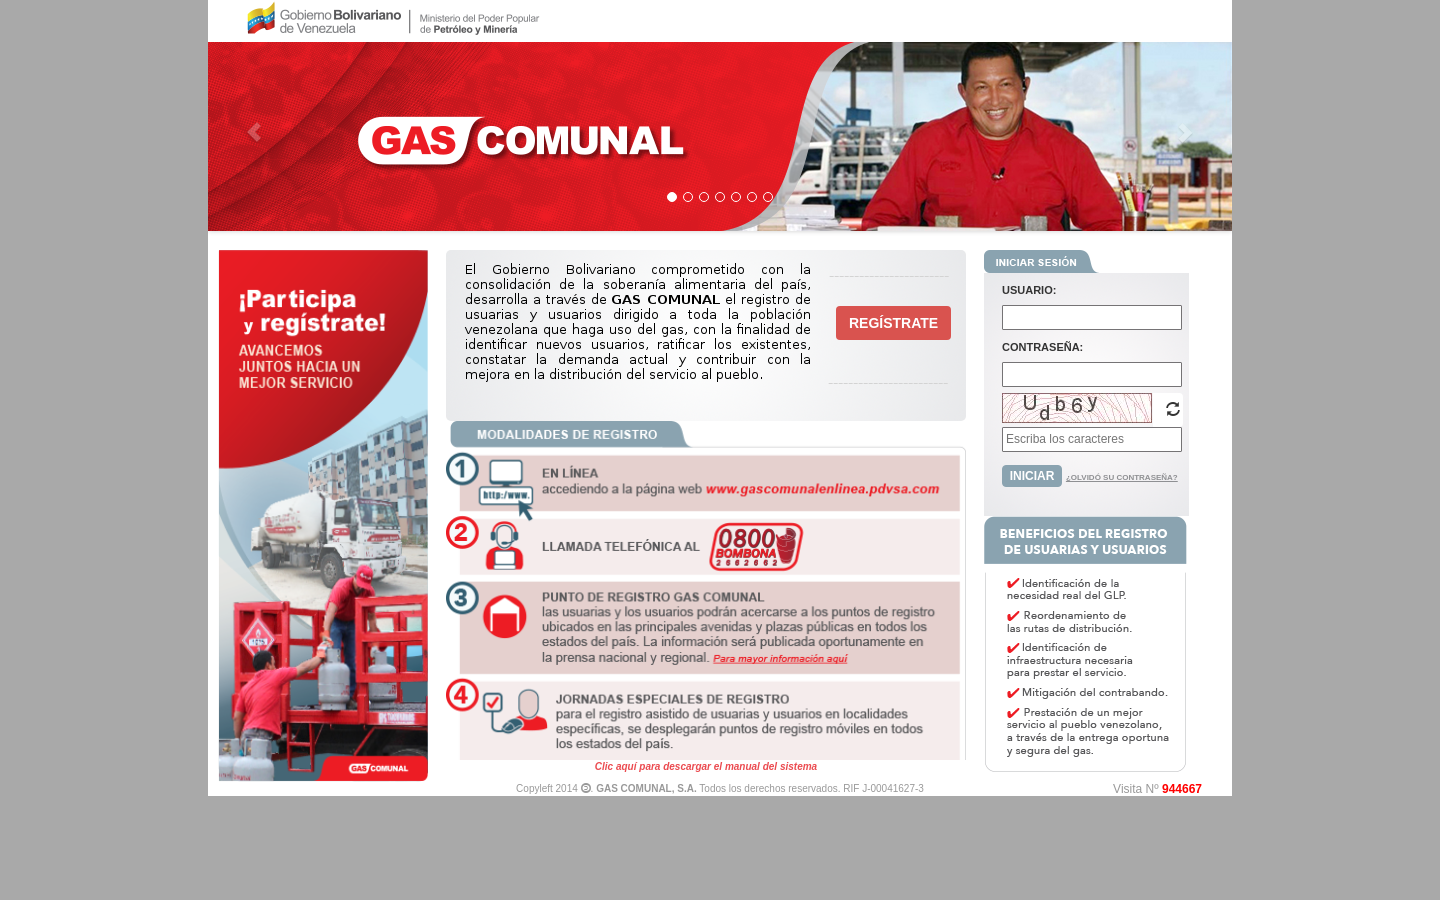 Gobierno Bolivariano
de Venezuela
Ministerio del Poder Popular
de Petróleo y Minería
GAS COMUNAL
¡Participa
y regístrate!
AVANCEMOS
JUNTOS HACIA UN
MEJOR SERVICIO
GAS COMUNAL
El Gobierno Bolivariano comprometido con la
consolidación de la soberanía alimentaria del país,
desarrolla a través de GAS COMUNAL el registro de
usuarias y usuarios dirigido a toda la población
venezolana que haga uso del gas, con la finalidad de
identificar nuevos usuarios, ratificar los existentes,
constatar la demanda actual y contribuir con la
mejora en la distribución del servicio al pueblo.
REGÍSTRATE
MODALIDADES DE REGISTRO
1
http:/www.
EN LÍNEA
accediendo a la página web www.gascomunalenlinea.pdvsa.com
2
LLAMADA TELEFÓNICA AL
0800
BOMBONA
2662662
3
PUNTO DE REGISTRO GAS COMUNAL
las usuarias y los usuarios podrán acercarse a los puntos de registro
ubicados en las principales avenidas y plazas públicas en todos los
estados del país. La información será publicada oportunamente en
la prensa nacional y regional. Para mayor información aquí
4
JORNADAS ESPECIALES DE REGISTRO
para el registro asistido de usuarias y usuarios en localidades
específicas, se desplegarán puntos de registro móviles en todos
los estados del país.
Clic aquí para descargar el manual del sistema
INICIAR SESIÓN
USUARIO:
CONTRASEÑA:
Udb6y
Escriba los caracteres
INICIAR ¿OLVIDÓ SU CONTRASEÑA?
BENEFICIOS DEL REGISTRO
DE USUARIAS Y USUARIOS
✔ Identificación de la
necesidad real del GLP.
✔ Reordenamiento de
las rutas de distribución.
✔ Identificación de
infraestructura necesaria
para prestar el servicio.
✔ Mitigación del contrabando.
✔ Prestación de un mejor
servicio al pueblo venezolano,
a través de la entrega oportuna
y segura del gas.
Copyleft 2014 🄯. GAS COMUNAL, S.A. Todos los derechos reservados. RIF J-00041627-3
Visita Nº 944667